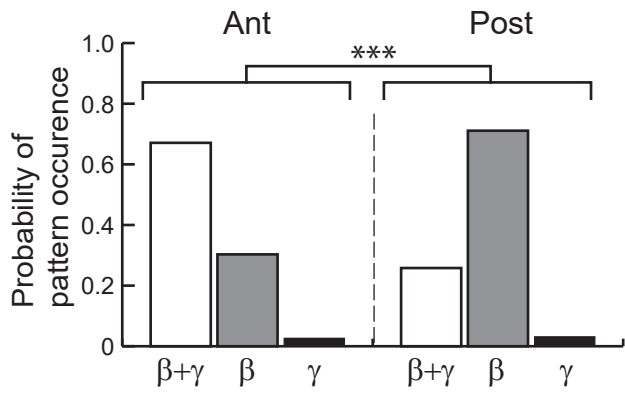 Ant Post
***
Probability of
pattern occurence
1.0
0.8
0.6
0.4
0.2
0
β+γ β γ β+γ β γ